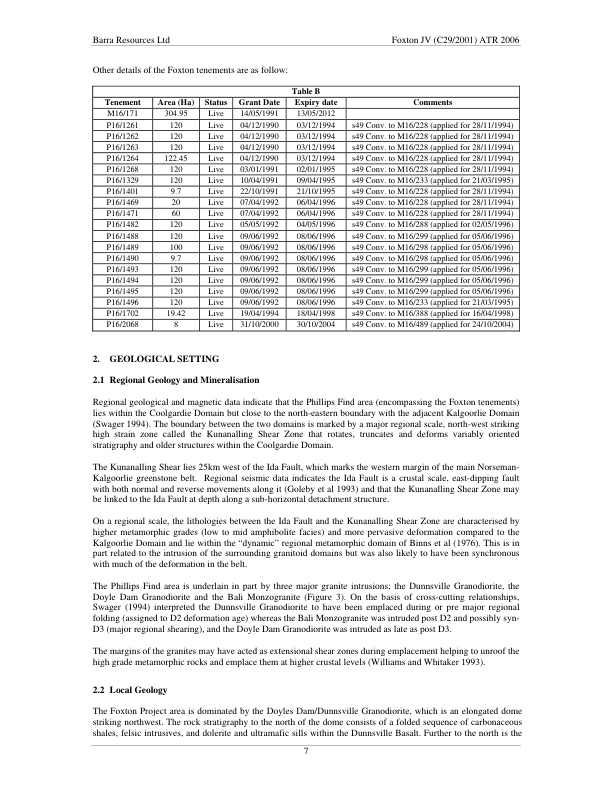 Barra Resources Ltd Foxton JV (C29/2001) ATR 2006
Other details of the Foxton tenements are as follow:
Table B
Tenement Area (Ha) Status Grant Date Expiry date Comments
M16/171 304.95 Live 14/05/1991 13/05/2012
P16/1261 120 Live 04/12/1990 03/12/1994 s49 Conv. to M16/228 (applied for 28/11/1994)
P16/1262 120 Live 04/12/1990 03/12/1994 s49 Conv. to M16/228 (applied for 28/11/1994)
P16/1263 120 Live 04/12/1990 03/12/1994 s49 Conv. to M16/228 (applied for 28/11/1994)
P16/1264 122.45 Live 04/12/1990 03/12/1994 s49 Conv. to M16/228 (applied for 28/11/1994)
P16/1268 120 Live 03/01/1991 02/01/1995 s49 Conv. to M16/228 (applied for 28/11/1994)
P16/1329 120 Live 10/04/1991 09/04/1995 s49 Conv. to M16/233 (applied for 21/03/1995)
P16/1401 9.7 Live 22/10/1991 21/10/1995 s49 Conv. to M16/228 (applied for 28/11/1994)
P16/1469 20 Live 07/04/1992 06/04/1996 s49 Conv. to M16/228 (applied for 28/11/1994)
P16/1471 60 Live 07/04/1992 06/04/1996 s49 Conv. to M16/228 (applied for 28/11/1994)
P16/1482 120 Live 05/05/1992 04/05/1996 s49 Conv. to M16/288 (applied for 02/05/1996)
P16/1488 120 Live 09/06/1992 08/06/1996 s49 Conv. to M16/299 (applied for 05/06/1996)
P16/1489 100 Live 09/06/1992 08/06/1996 s49 Conv. to M16/298 (applied for 05/06/1996)
P16/1490 9.7 Live 09/06/1992 08/06/1996 s49 Conv. to M16/298 (applied for 05/06/1996)
P16/1493 120 Live 09/06/1992 08/06/1996 s49 Conv. to M16/299 (applied for 05/06/1996)
P16/1494 120 Live 09/06/1992 08/06/1996 s49 Conv. to M16/299 (applied for 05/06/1996)
P16/1495 120 Live 09/06/1992 08/06/1996 s49 Conv. to M16/299 (applied for 05/06/1996)
P16/1496 120 Live 09/06/1992 08/06/1996 s49 Conv. to M16/233 (applied for 21/03/1995)
P16/1702 19.42 Live 19/04/1994 18/04/1998 s49 Conv. to M16/388 (applied for 16/04/1998)
P16/2068 8 Live 31/10/2000 30/10/2004 s49 Conv. to M16/489 (applied for 24/10/2004)
2. GEOLOGICAL SETTING
2.1 Regional Geology and Mineralisation
Regional geological and magnetic data indicate that the Phillips Find area (encompassing the Foxton tenements)
lies within the Coolgardie Domain but close to the north-eastern boundary with the adjacent Kalgoorlie Domain
(Swager 1994). The boundary between the two domains is marked by a major regional scale, north-west striking
high strain zone called the Kunanalling Shear Zone that rotates, truncates and deforms variably oriented
stratigraphy and older structures within the Coolgardie Domain.
The Kunanalling Shear lies 25km west of the Ida Fault, which marks the western margin of the main Norseman-
Kalgoorlie greenstone belt. Regional seismic data indicates the Ida Fault is a crustal scale, east-dipping fault
with both normal and reverse movements along it (Goleby et al 1993) and that the Kunanalling Shear Zone may
be linked to the Ida Fault at depth along a sub-horizontal detachment structure.
On a regional scale, the lithologies between the Ida Fault and the Kunanalling Shear Zone are characterised by
higher metamorphic grades (low to mid amphibolite facies) and more pervasive deformation compared to the
Kalgoorlie Domain and lie within the “dynamic” regional metamorphic domain of Binns et al (1976). This is in
part related to the intrusion of the surrounding granitoid domains but was also likely to have been synchronous
with much of the deformation in the belt.
The Phillips Find area is underlain in part by three major granite intrusions; the Dunnsville Granodiorite, the
Doyle Dam Granodiorite and the Bali Monzogranite (Figure 3). On the basis of cross-cutting relationships,
Swager (1994) interpreted the Dunnsville Granodiorite to have been emplaced during or pre major regional
folding (assigned to D2 deformation age) whereas the Bali Monzogranite was intruded post D2 and possibly syn-
D3 (major regional shearing), and the Doyle Dam Granodiorite was intruded as late as post D3.
The margins of the granites may have acted as extensional shear zones during emplacement helping to unroof the
high grade metamorphic rocks and emplace them at higher crustal levels (Williams and Whitaker 1993).
2.2 Local Geology
The Foxton Project area is dominated by the Doyles Dam/Dunnsville Granodiorite, which is an elongated dome
striking northwest. The rock stratigraphy to the north of the dome consists of a folded sequence of carbonaceous
shales, felsic intrusives, and dolerite and ultramafic sills within the Dunnsville Basalt. Further to the north is the
7